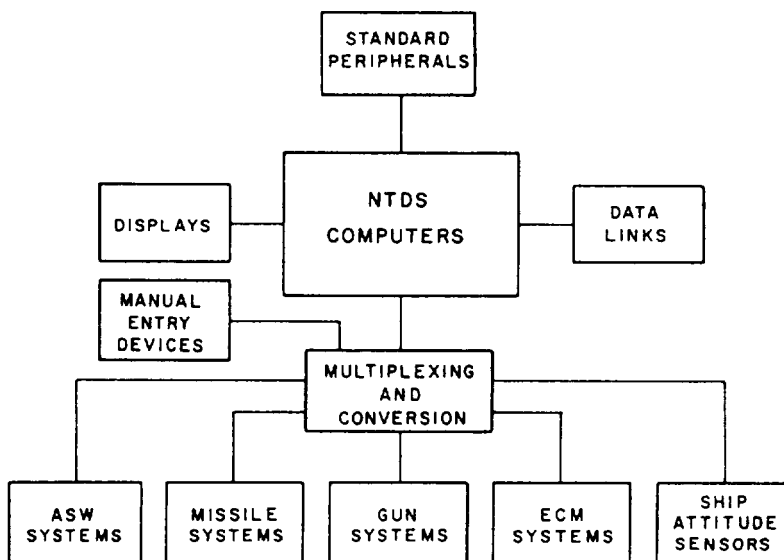 STANDARD
PERIPHERALS
NTDS
COMPUTERS
DISPLAYS
DATA
LINKS
MANUAL
ENTRY
DEVICES
MULTIPLEXING
AND
CONVERSION
ASW
SYSTEMS
MISSILE
SYSTEMS
GUN
SYSTEMS
ECM
SYSTEMS
SHIP
ATTITUDE
SENSORS